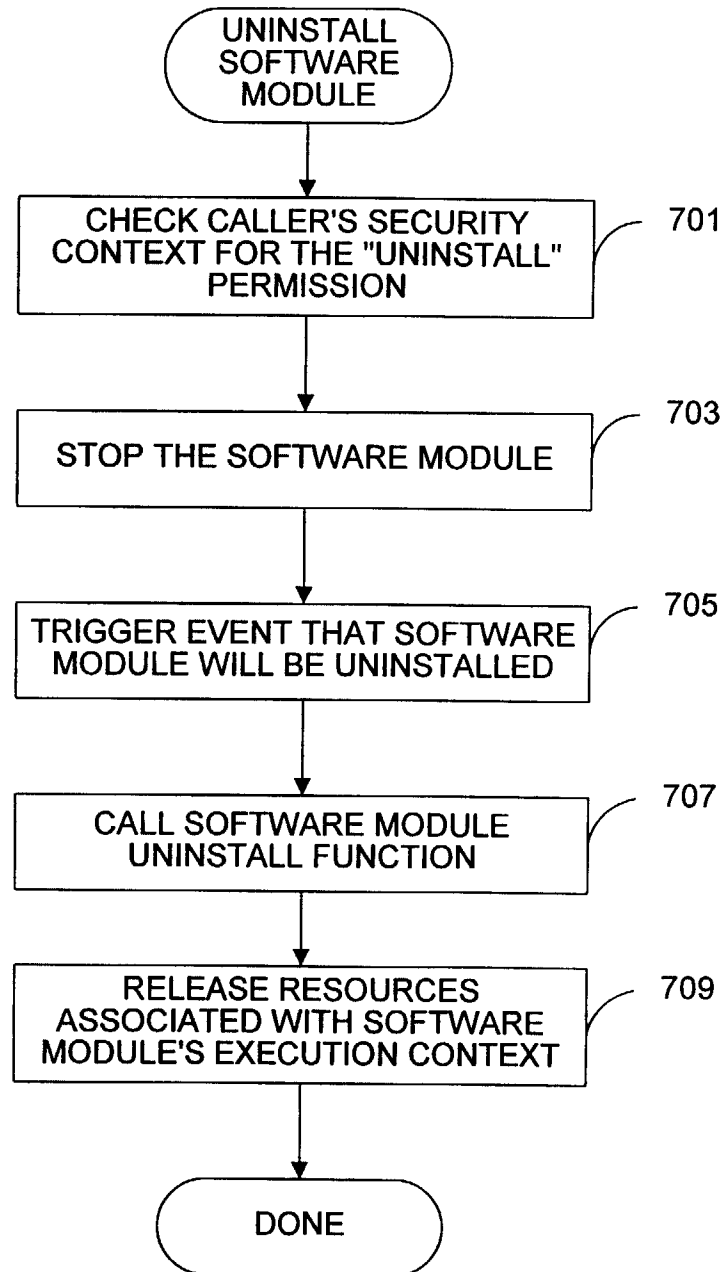 UNINSTALL
SOFTWARE
MODULE
CHECK CALLER'S SECURITY
CONTEXT FOR THE "UNINSTALL"
PERMISSION
701
STOP THE SOFTWARE MODULE
703
TRIGGER EVENT THAT SOFTWARE
MODULE WILL BE UNINSTALLED
705
CALL SOFTWARE MODULE
UNINSTALL FUNCTION
707
RELEASE RESOURCES
ASSOCIATED WITH SOFTWARE
MODULE'S EXECUTION CONTEXT
709
DONE